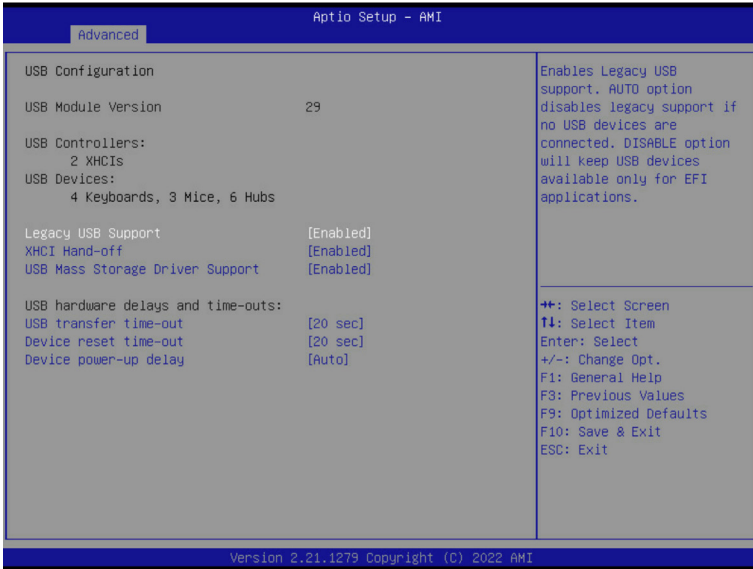 Aptio Setup – AMI
Advanced
USB Configuration
USB Module Version 29
USB Controllers:
2 XHCIs
USB Devices:
4 Keyboards, 3 Mice, 6 Hubs
Legacy USB Support [Enabled]
XHCI Hand-off [Enabled]
USB Mass Storage Driver Support [Enabled]
USB hardware delays and time-outs:
USB transfer time-out [20 sec]
Device reset time-out [20 sec]
Device power-up delay [Auto]
Enables Legacy USB
support. AUTO option
disables legacy support if
no USB devices are
connected. DISABLE option
will keep USB devices
available only for EFI
applications.
→←: Select Screen
↑↓: Select Item
Enter: Select
+/-: Change Opt.
F1: General Help
F3: Previous Values
F9: Optimized Defaults
F10: Save & Exit
ESC: Exit
Version 2.21.1279 Copyright (C) 2022 AMI